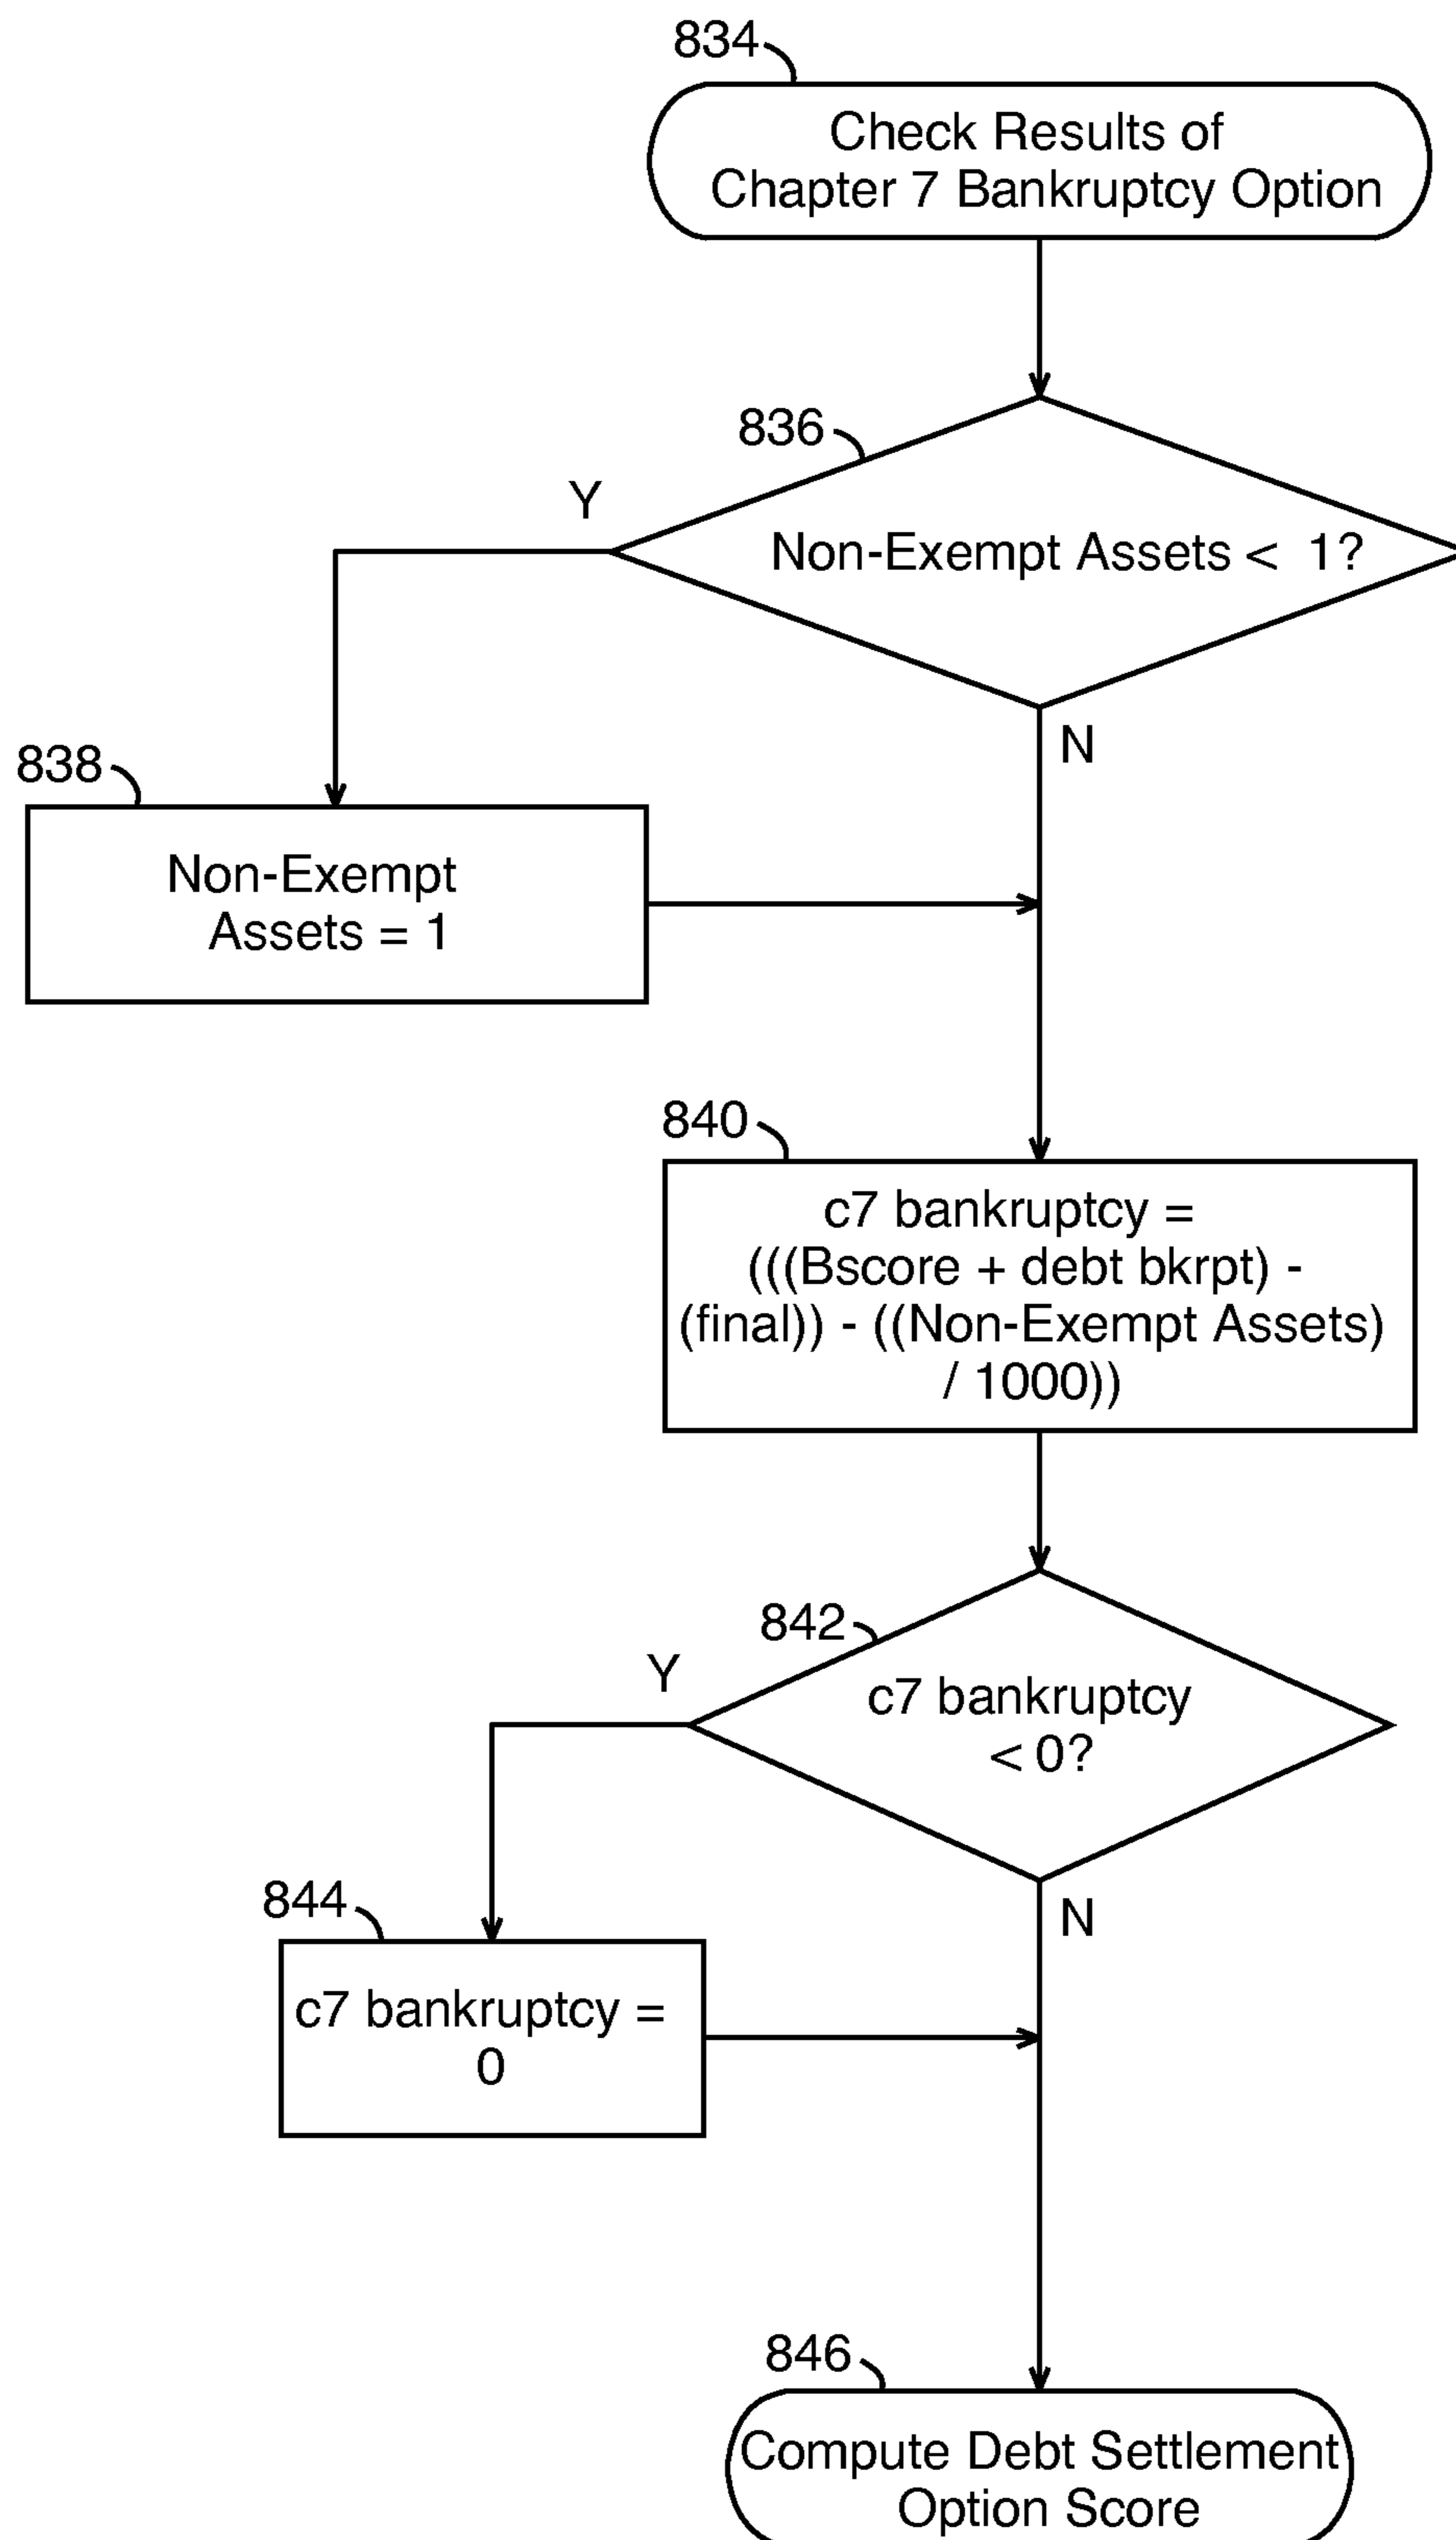 834
Check Results of
Chapter 7 Bankruptcy Option
836
Y
Non-Exempt Assets < 1?
N
838
Non-Exempt
Assets = 1
840
c7 bankruptcy =
(((Bscore + debt bkrpt) -
(final)) - ((Non-Exempt Assets)
/ 1000))
842
Y
c7 bankruptcy
< 0?
N
844
c7 bankruptcy =
0
846
Compute Debt Settlement
Option Score